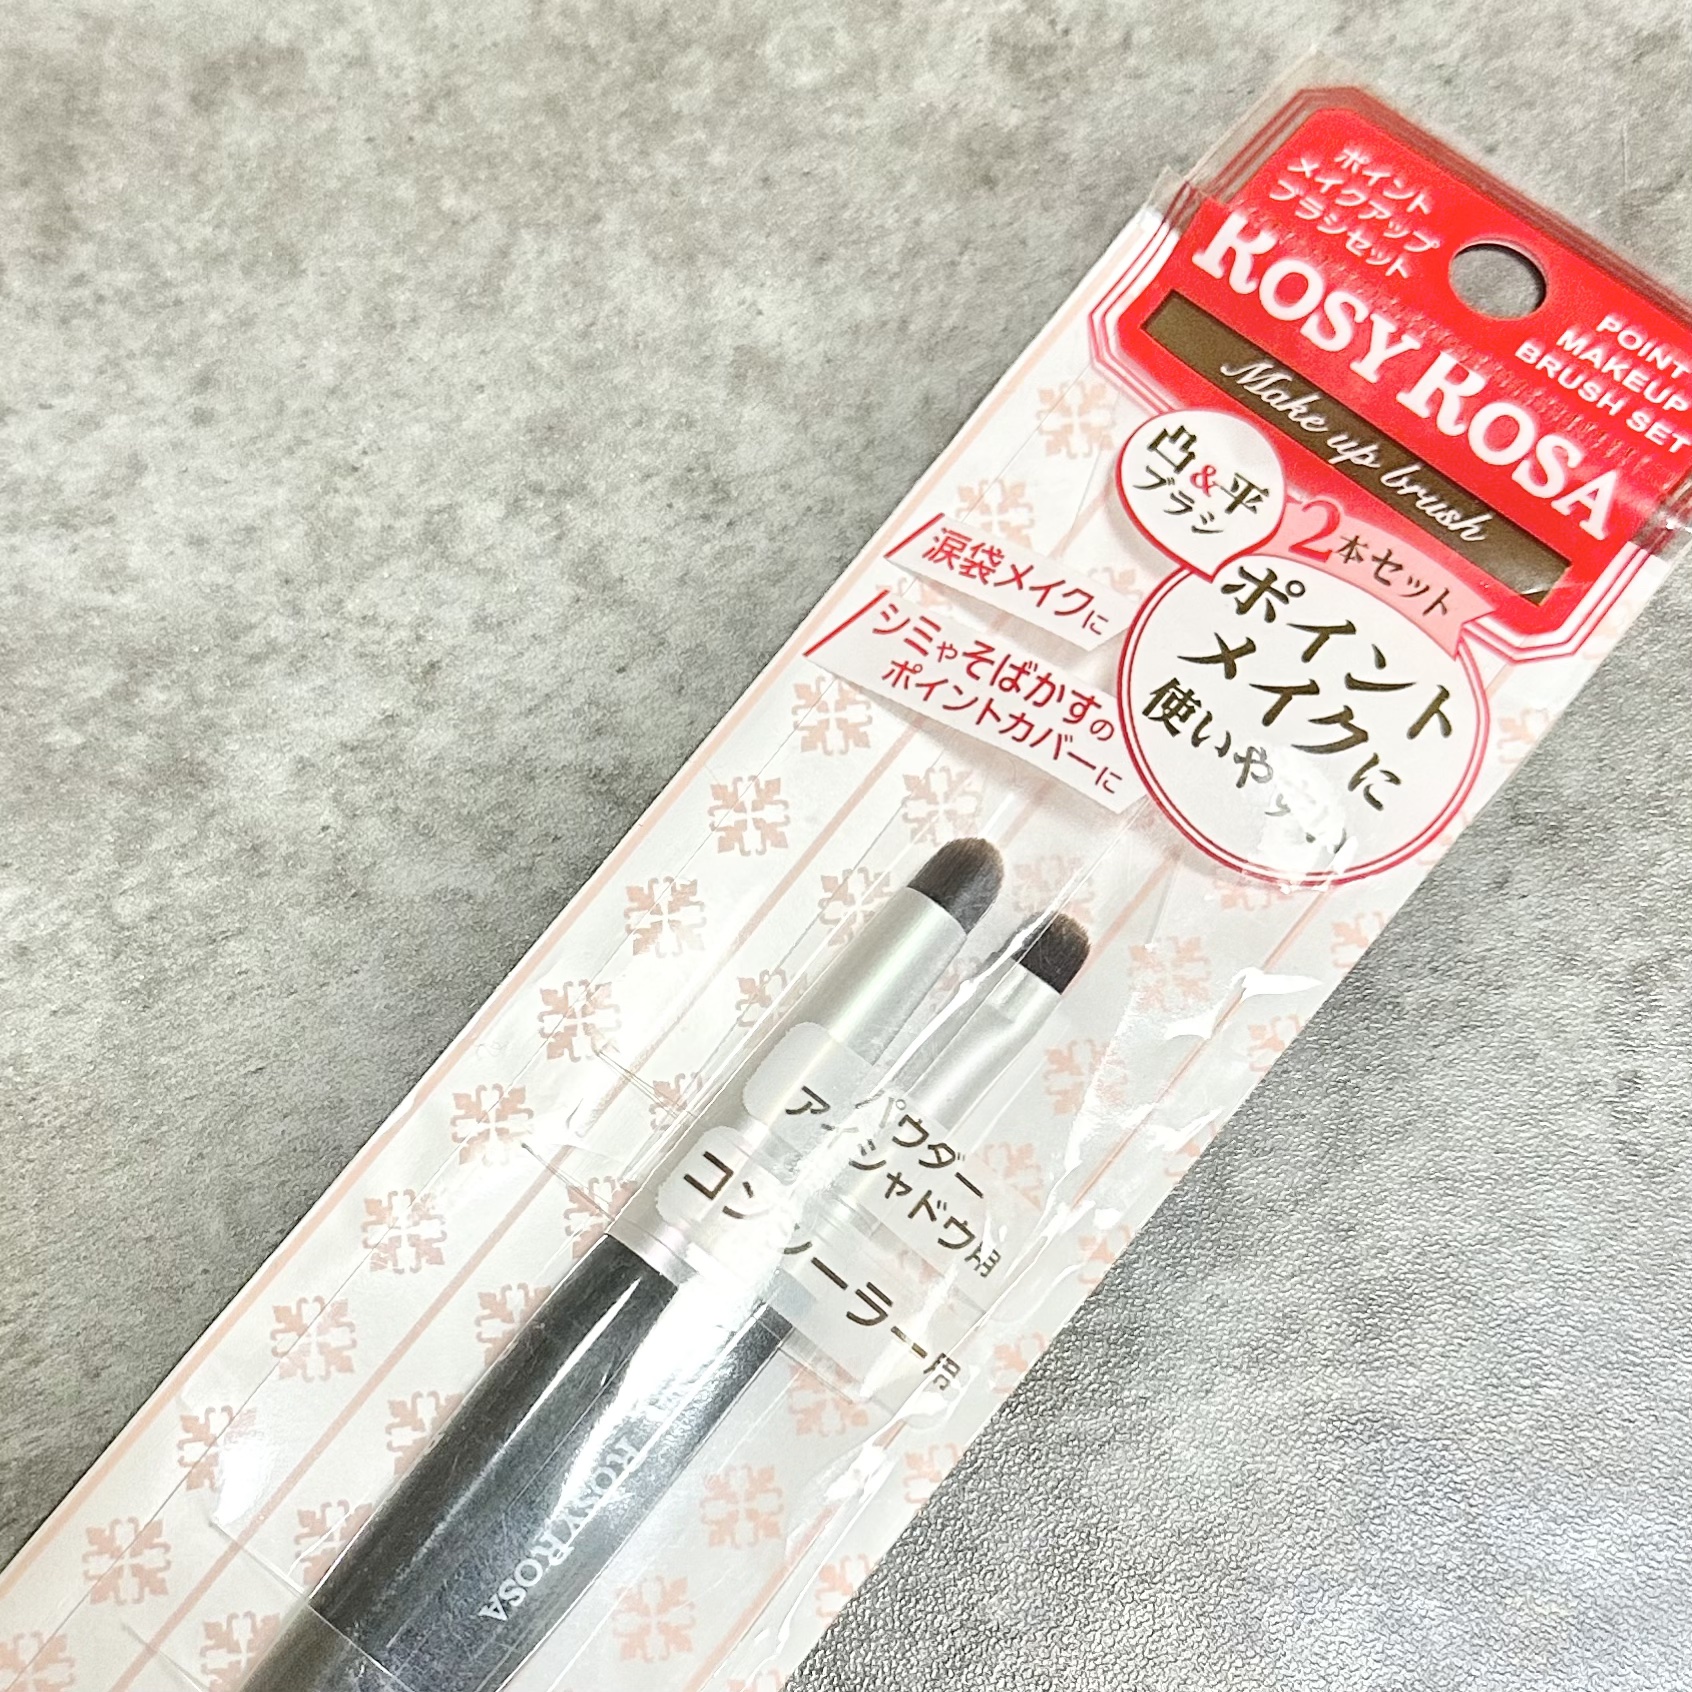 ポイント
メイクアップ
ブラシセット
ROSY ROSA
POINT
MAKEUP
BRUSH SET
Make up brush
凸&平
ブラシ
2本セット
ポイント
メイクに
使いや
涙袋メイクに
シミやそばかすの
ポイントカバーに
パウダー
アイシャドウ用
コンシーラー用
ROSY ROSA